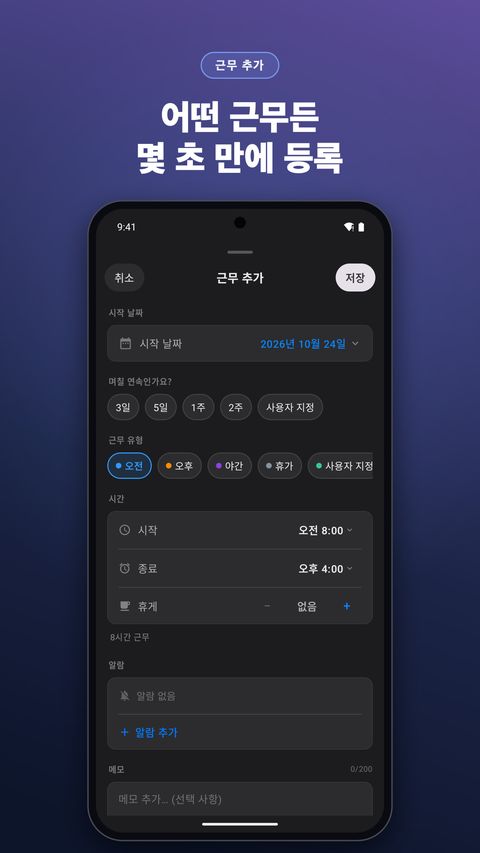 근무 추가
어떤 근무든
몇 초 만에 등록
9:41
취소 근무 추가 저장
시작 날짜
시작 날짜 2026년 10월 24일
며칠 연속인가요?
3일 5일 1주 2주 사용자 지정
근무 유형
오전 오후 야간 휴가 사용자 지정
시간
시작 오전 8:00
종료 오후 4:00
휴게 − 없음 +
8시간 근무
알람
알람 없음
+ 알람 추가
메모 0/200
메모 추가... (선택 사항)